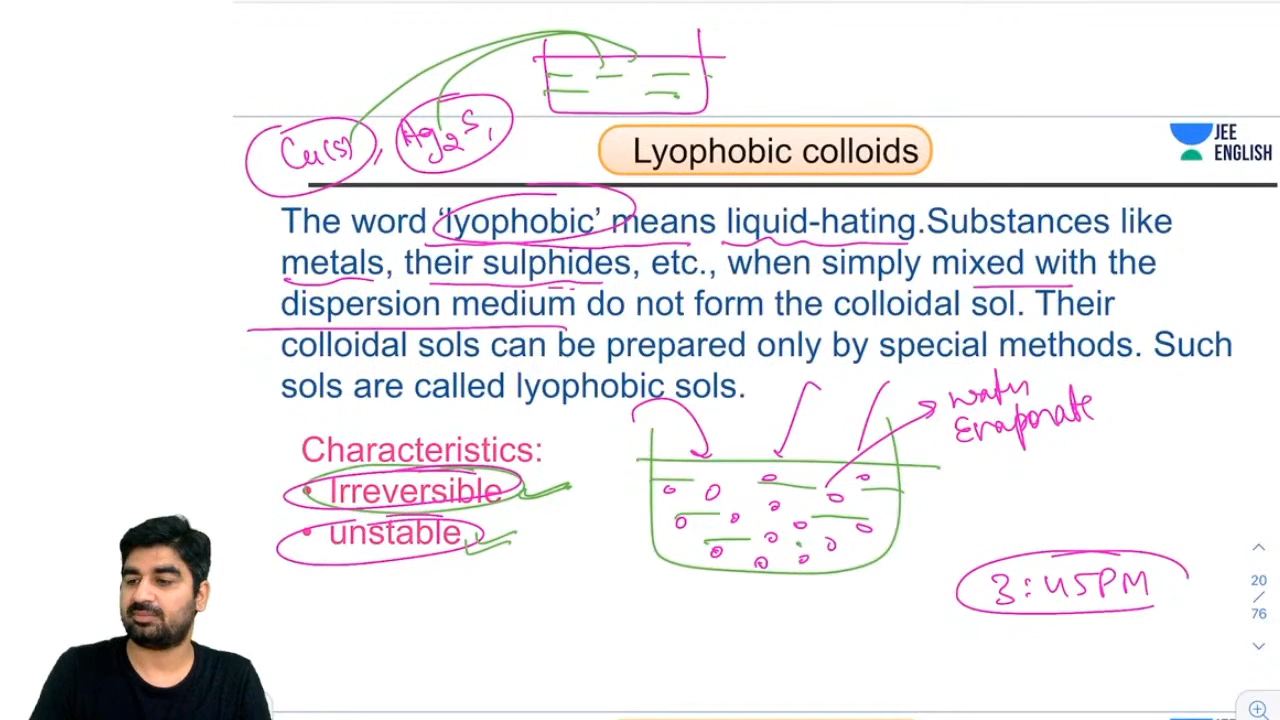 Cu(s), Ag2S,
Lyophobic colloids
JEE
ENGLISH
The word ‘lyophobic’ means liquid-hating.Substances like
metals, their sulphides, etc., when simply mixed with the
dispersion medium do not form the colloidal sol. Their
colloidal sols can be prepared only by special methods. Such
sols are called lyophobic sols.
water
Evaporate
Characteristics:
• Irreversible
• unstable
3:45PM
20
/
76